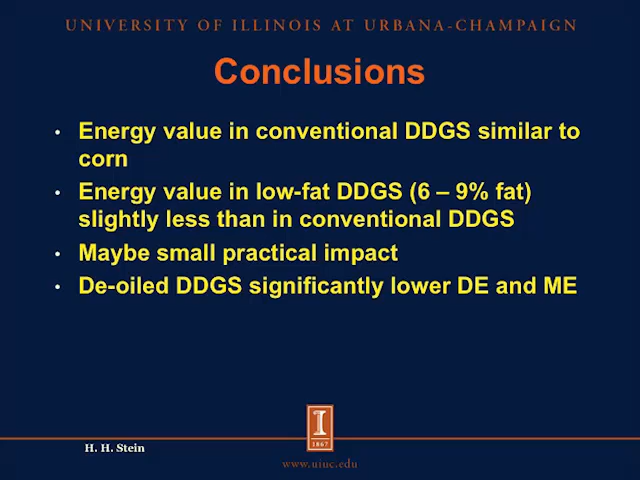 UNIVERSITY OF ILLINOIS AT URBANA-CHAMPAIGN
Conclusions
• Energy value in conventional DDGS similar to
corn
• Energy value in low-fat DDGS (6 – 9% fat)
slightly less than in conventional DDGS
• Maybe small practical impact
• De-oiled DDGS significantly lower DE and ME
I
1867
H. H. Stein
www.uiuc.edu